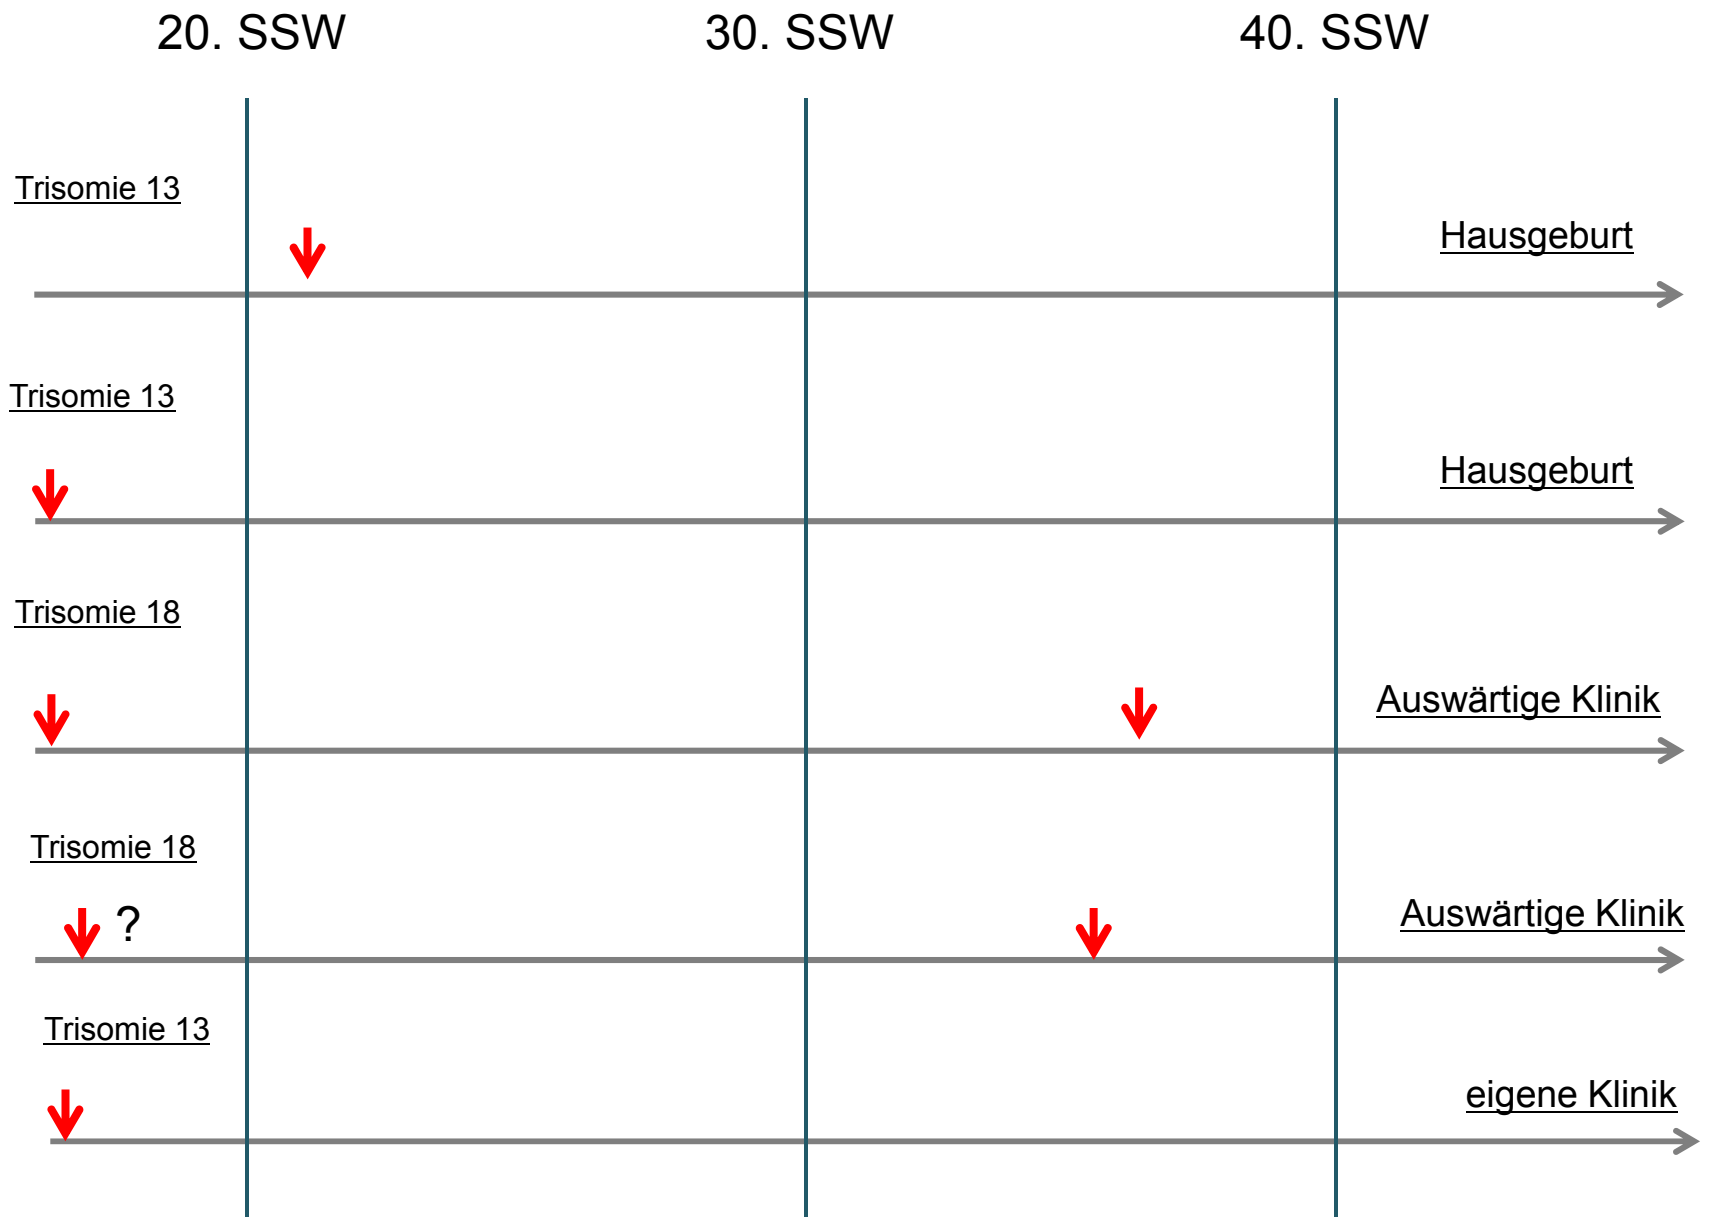 20. SSW
30. SSW
40. SSW
Trisomie 13
Hausgeburt
Trisomie 13
Hausgeburt
Trisomie 18
Auswärtige Klinik
Trisomie 18
?
Auswärtige Klinik
Trisomie 13
eigene Klinik